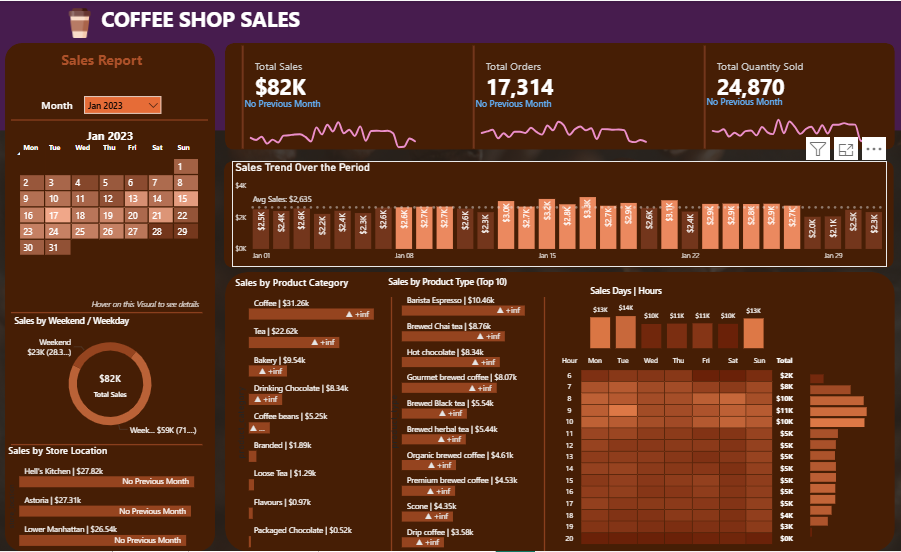 COFFEE SHOP SALES
Sales Report
Month
Jan 2023
Jan 2023
Mon Tue Wed Thu Fri Sat Sun
1
2 3 4 5 6 7 8
9 10 11 12 13 14 15
16 17 18 19 20 21 22
23 24 25 26 27 28 29
30 31
Hover on this Visual to see details
Sales by Weekend / Weekday
Weekend
$23K (28.3...)
$82K
Total Sales
Week... $59K (71....)
Sales by Store Location
Hell's Kitchen | $27.82k
No Previous Month
Astoria | $27.31k
No Previous Month
Lower Manhattan | $26.54k
No Previous Month
Total Sales
$82K
No Previous Month
Total Orders
17,314
No Previous Month
Total Quantity Sold
24,870
No Previous Month
Sales Trend Over the Period
$4K
Avg Sales: $2,635
$2K
$0K
$2.5K $2.4K $2.6K $2.2K $2.4K $2.3K $2.6K $2.6K $2.7K $2.7K $2.6K $2.3K $3.0K $2.7K $3.2K $2.8K $3.3K $2.7K $2.9K $2.6K $3.1K $2.4K $2.9K $2.9K $2.8K $2.9K $2.7K $2.0K $2.1K $2.5K $2.3K
Jan 01 Jan 08 Jan 15 Jan 22 Jan 29
Sales by Product Category
Coffee | $31.26k
▲ +inf
Tea | $22.62k
▲ +inf
Bakery | $9.54k
▲ +inf
Drinking Chocolate | $8.34k
▲ +inf
Coffee beans | $5.25k
▲ ...
Branded | $1.89k
Loose Tea | $1.29k
Flavours | $0.97k
Packaged Chocolate | $0.52k
Sales by Product Type (Top 10)
Barista Espresso | $10.46k
▲ +inf
Brewed Chai tea | $8.76k
▲ +inf
Hot chocolate | $8.34k
▲ +inf
Gourmet brewed coffee | $8.07k
▲ +inf
Brewed Black tea | $5.54k
▲ +inf
Brewed herbal tea | $5.44k
▲ +inf
Organic brewed coffee | $4.61k
▲ +inf
Premium brewed coffee | $4.53k
▲ +inf
Scone | $4.35k
▲ +inf
Drip coffee | $3.58k
▲ +inf
Sales Days | Hours
$13K $14K $10K $11K $11K $10K $13K
Hour Mon Tue Wed Thu Fri Sat Sun Total
6 $2K
7 $8K
8 $10K
9 $11K
10 $10K
11 $5K
12 $5K
13 $5K
14 $5K
15 $5K
16 $5K
17 $5K
18 $4K
19 $3K
20 $0K